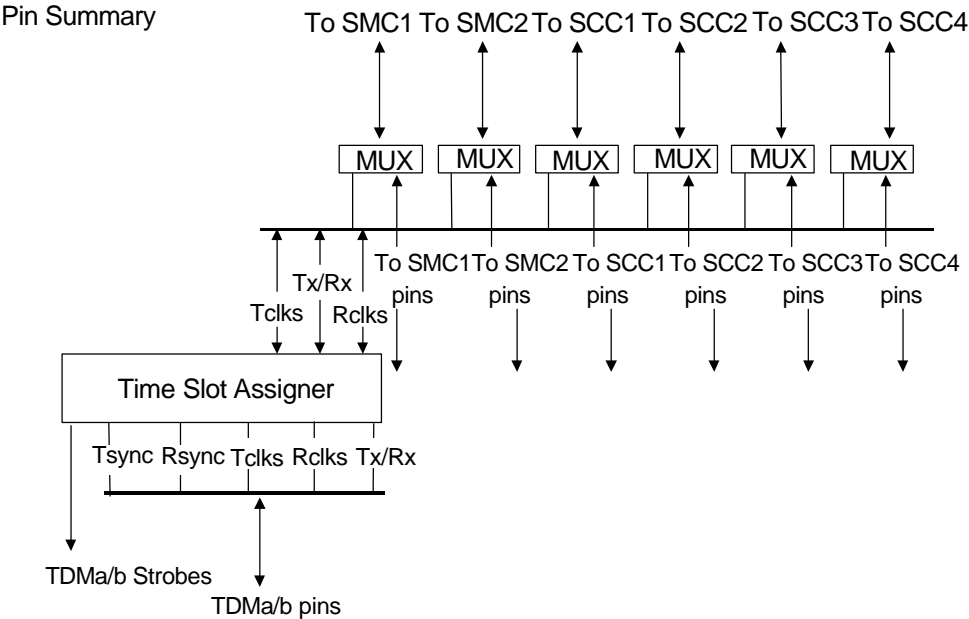 Pin Summary
To SMC1 To SMC2 To SCC1 To SCC2 To SCC3 To SCC4
MUX MUX MUX MUX MUX MUX
To SMC1 To SMC2 To SCC1 To SCC2 To SCC3 To SCC4
pins pins pins pins pins pins
Tx/Rx
Tclks Rclks
Time Slot Assigner
Tsync Rsync Tclks Rclks Tx/Rx
TDMa/b Strobes
TDMa/b pins